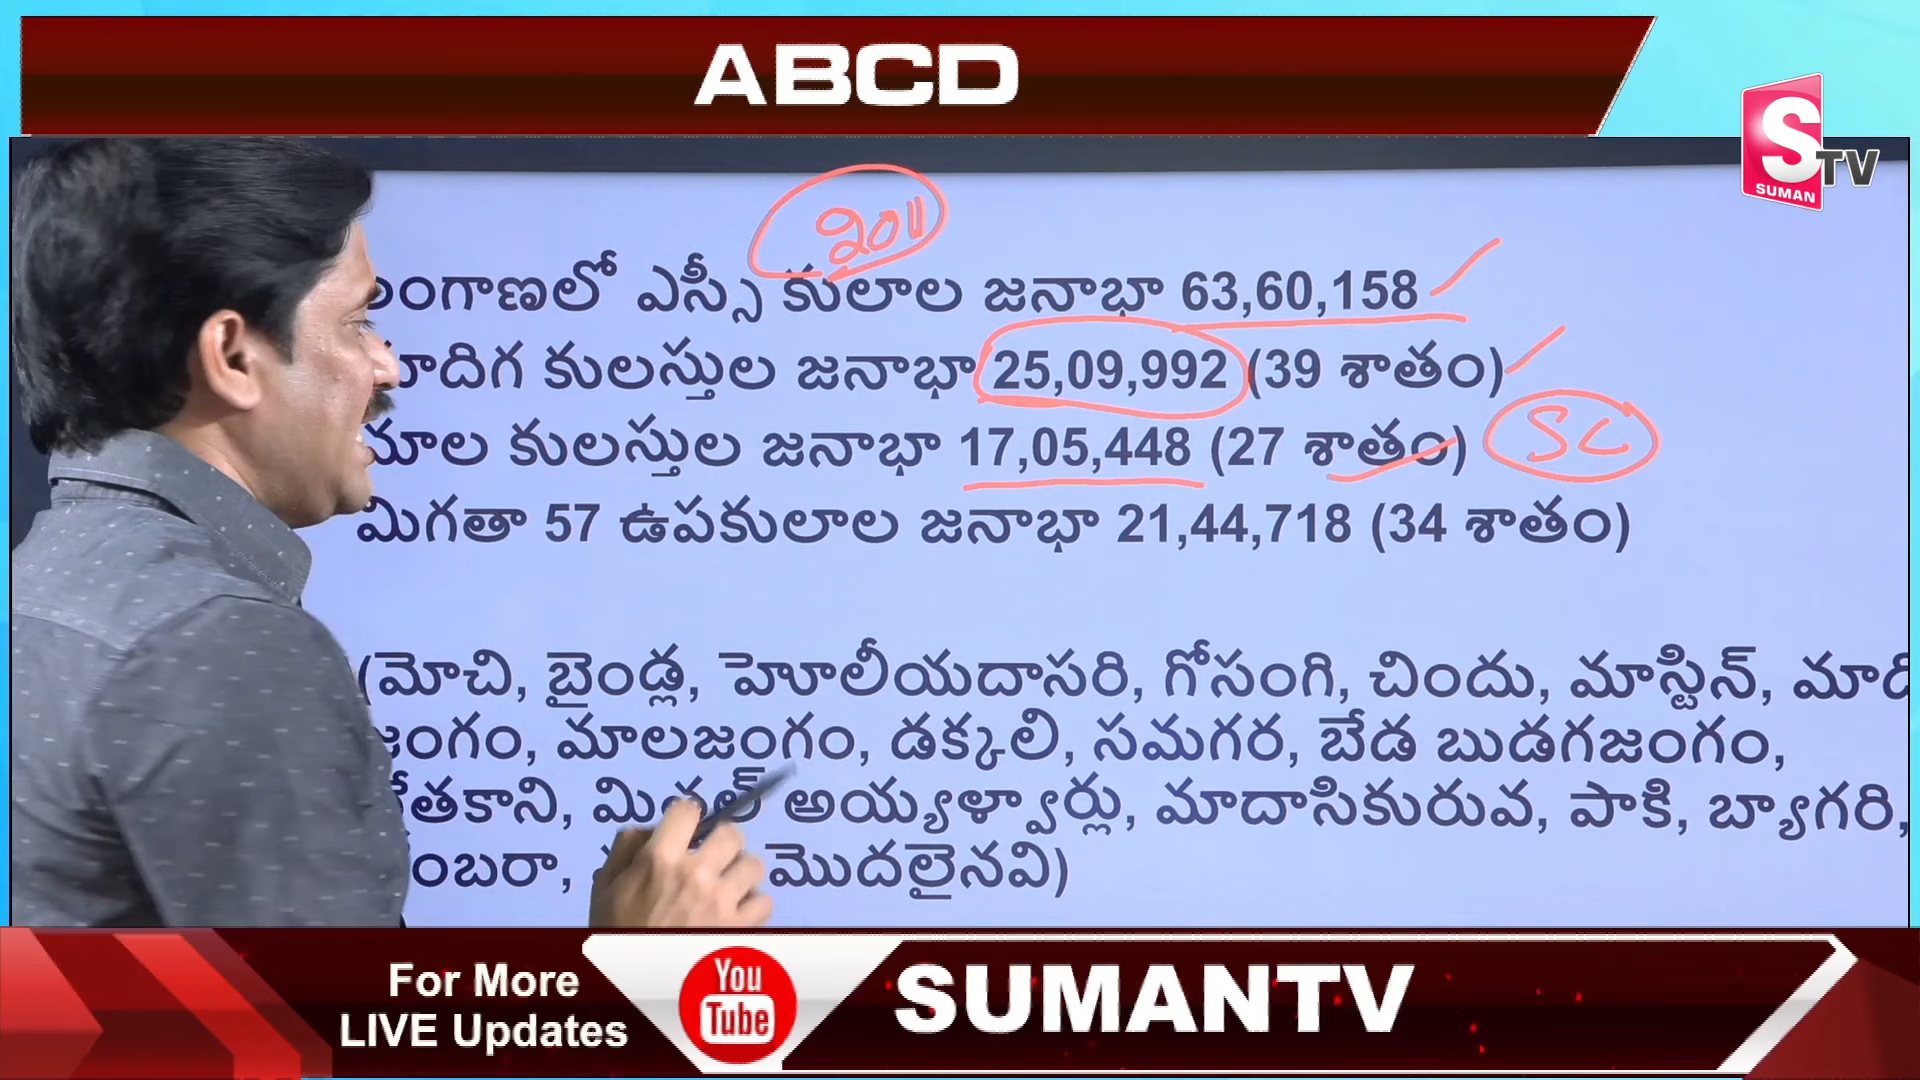 ABCD
S TV
SUMAN
2011
ఎస్సీ కులాల జనాభా 63,60,158
కులస్తుల జనాభా 25,09,992 (39 శాతం)
మాల కులస్తుల జనాభా 17,05,448 (27 శాతం) SC
మిగతా 57 ఉపకులాల జనాభా 21,44,718 (34 శాతం)
(మోచి, బైండ్ల, హెూలీయదాసరి, గోసంగి, చిందు, మాస్టిన్,
జంగం, మాలజంగం, డక్కలి, సమగర, బేడ బుడగజంగం,
అయ్యళ్వార్లు, మాదాసికురువ, పాకి, బ్యాగరి,
మొదలైనవి)
For More
LIVE Updates
You
Tube
SUMANTV